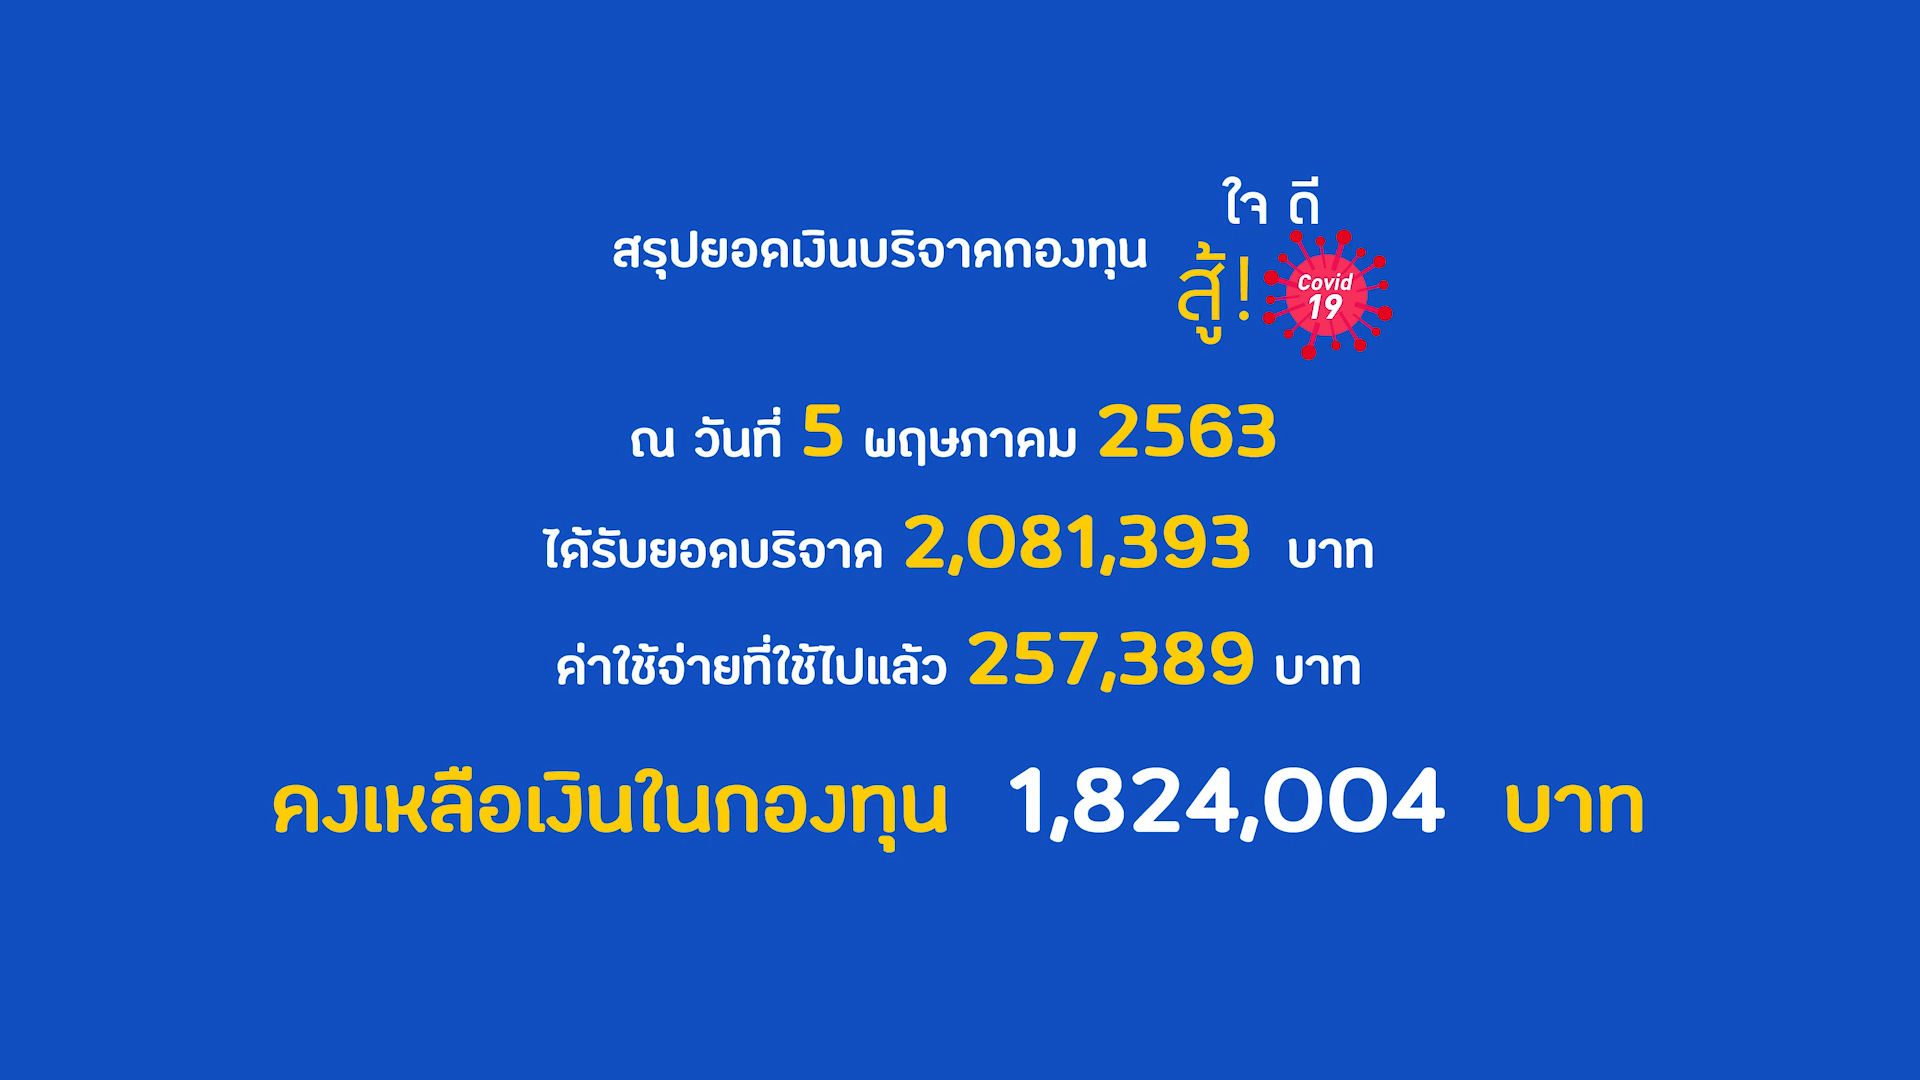 ใจ ดี
สรุปยอดเงินบริจาคกองทุน
สู้!
Covid
19
ณ วันที่ 5 พฤษภาคม 2563
ได้รับยอดบริจาค 2,081,393 บาท
ค่าใช้จ่ายที่ใช้ไปแล้ว 257,389 บาท
คงเหลือเงินในกองทุน 1,824,004 บาท